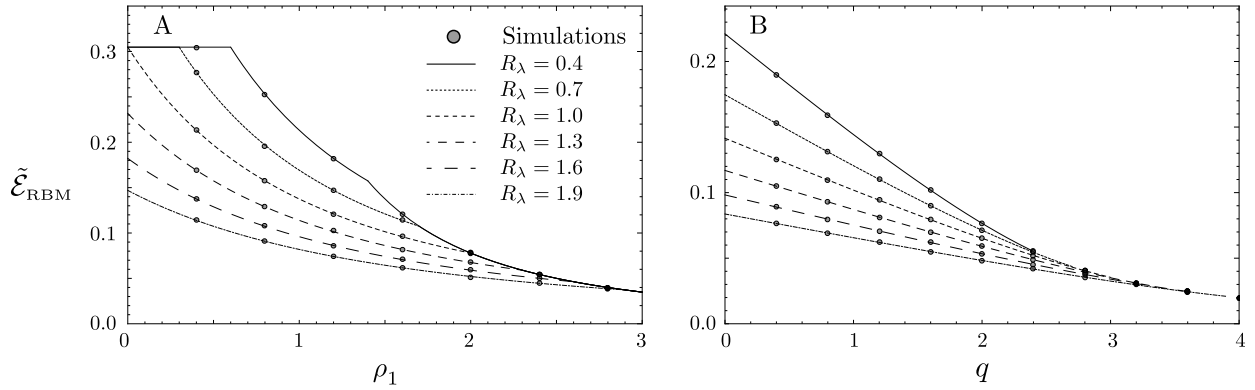 A
Simulations
R_λ = 0.4
R_λ = 0.7
R_λ = 1.0
R_λ = 1.3
R_λ = 1.6
R_λ = 1.9
0.3
0.2
0.1
0.0
ℰ̃_RBM
0 1 2 3
ρ₁
B
0.2
0.1
0.0
0 1 2 3 4
q